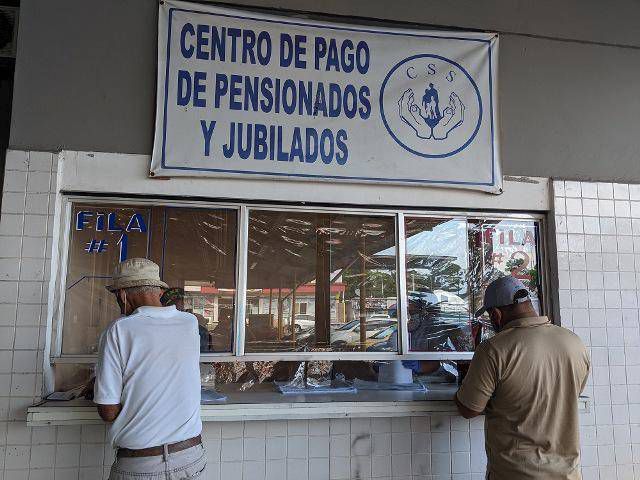 CENTRO DE PAGO
DE PENSIONADOS
Y JUBILADOS
CSS
FILA
#1
FILA
#2